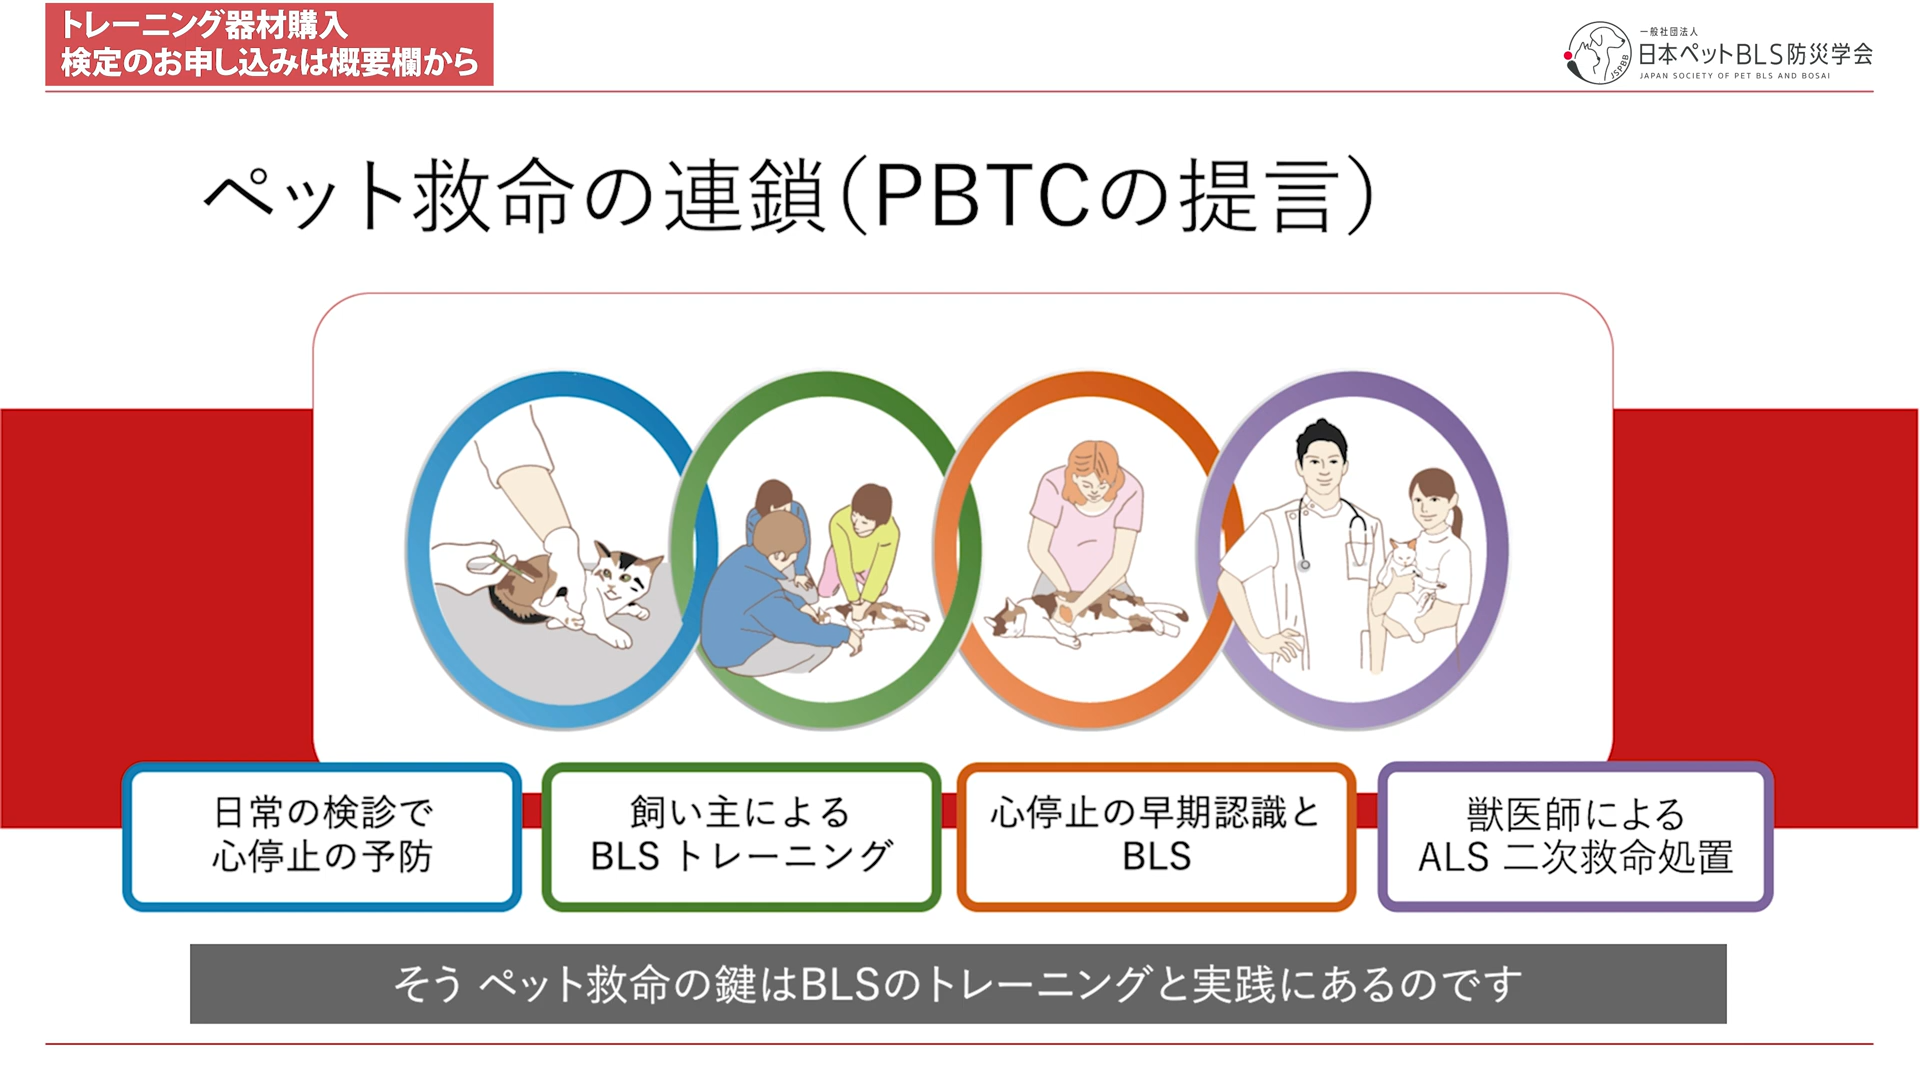 トレーニング器材購入
検定のお申し込みは概要欄から
一般社団法人
日本ペットBLS防災学会
JAPAN SOCIETY OF PET BLS AND BOSAI
JSPBB
ペット救命の連鎖（PBTCの提言）
日常の検診で
心停止の予防
飼い主による
BLS トレーニング
心停止の早期認識と
BLS
獣医師による
ALS 二次救命処置
そう ペット救命の鍵はBLSのトレーニングと実践にあるのです